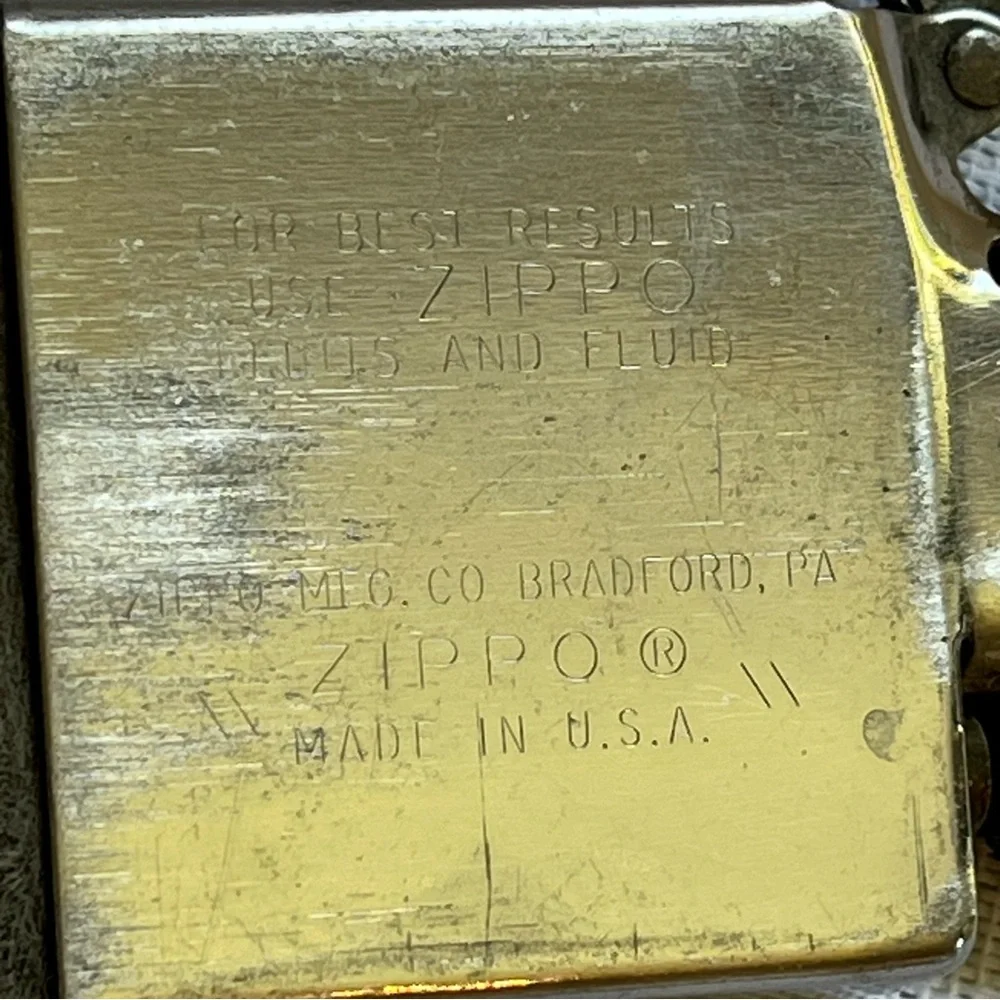 FOR BEST RESULTS
USE ZIPPO
FLINTS AND FLUID
ZIPPO MFG. CO BRADFORD, PA
ZIPPO ®
\\ \\
MADE IN U.S.A.